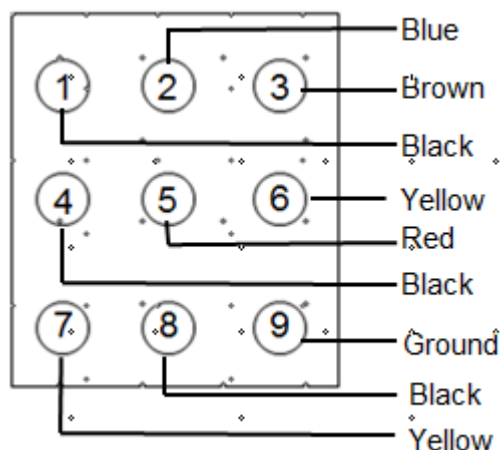 Blue
1 2 3 Brown
Black
4 5 6 Yellow
Red
Black
7 8 9 Ground
Black
Yellow